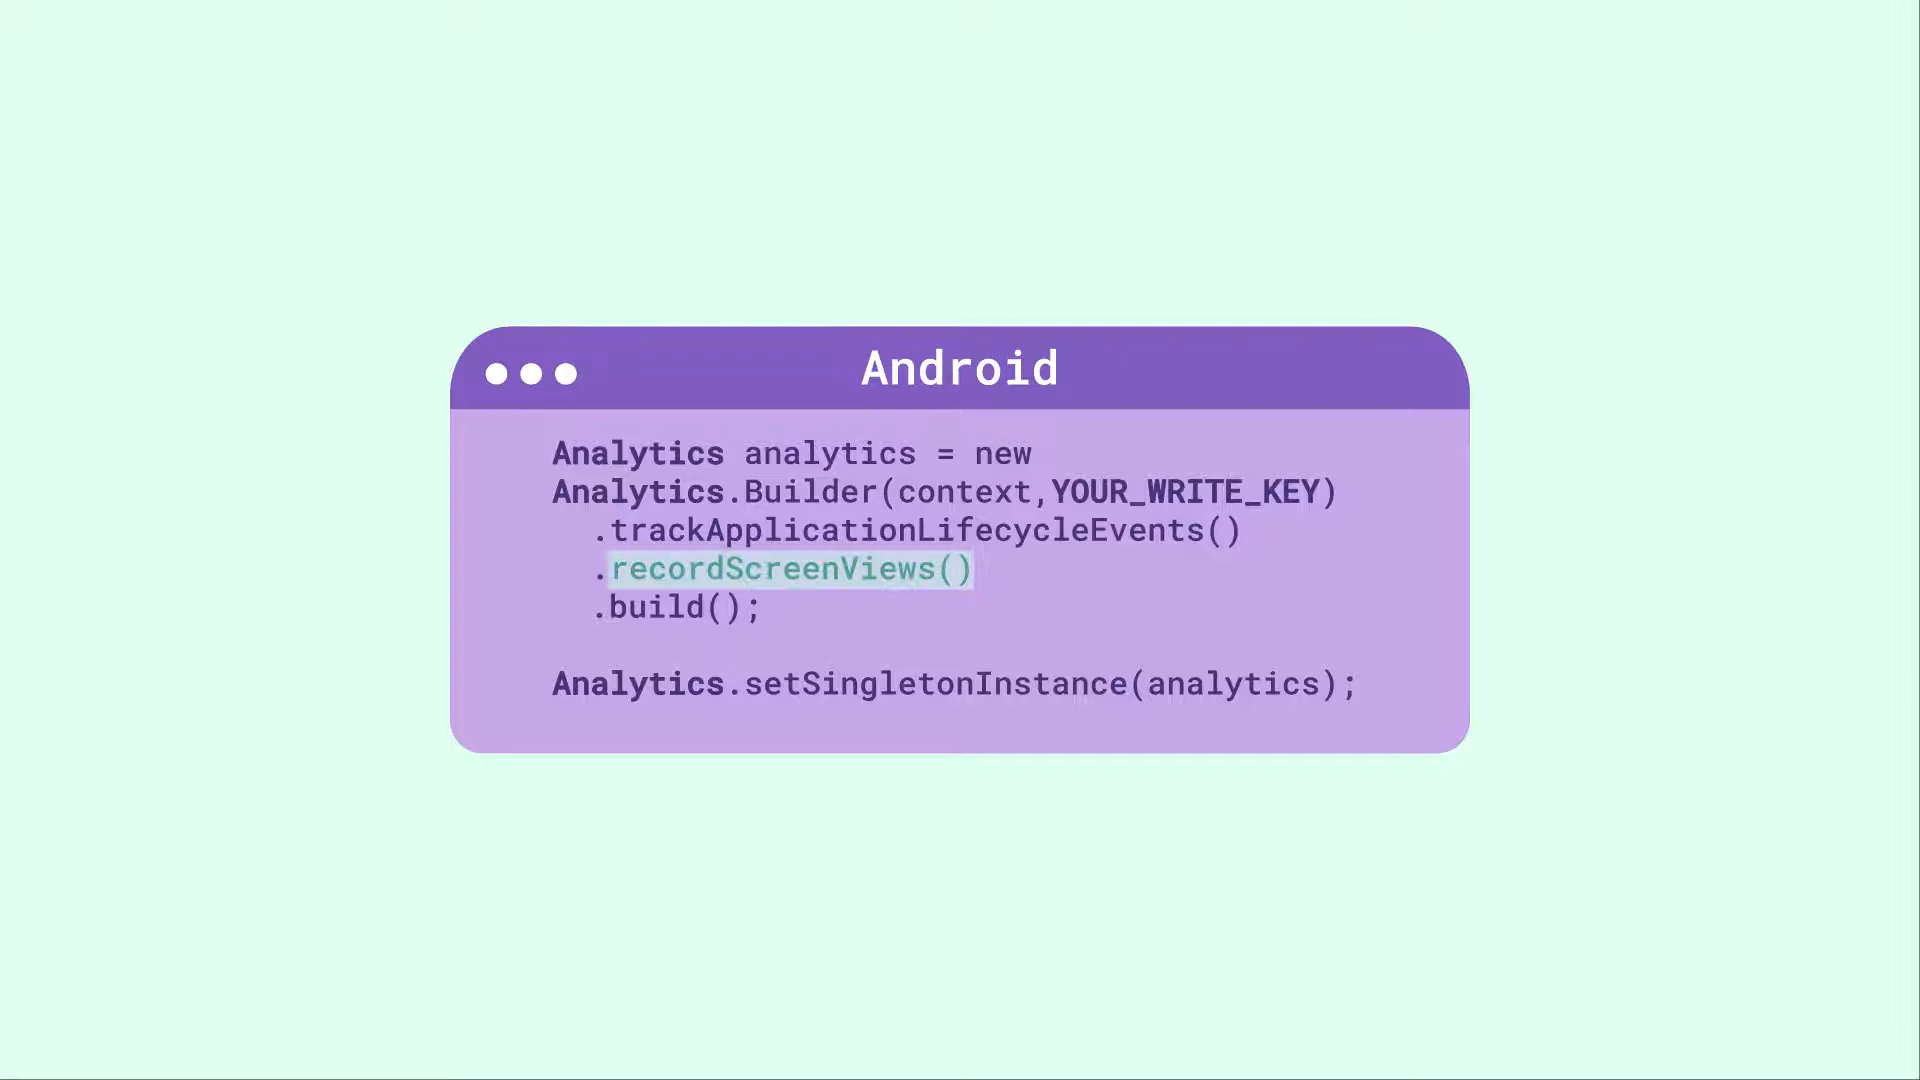 Android
Analytics analytics = new
Analytics.Builder(context,YOUR_WRITE_KEY)
.trackApplicationLifecycleEvents()
.recordScreenViews()
.build();
Analytics.setSingletonInstance(analytics);